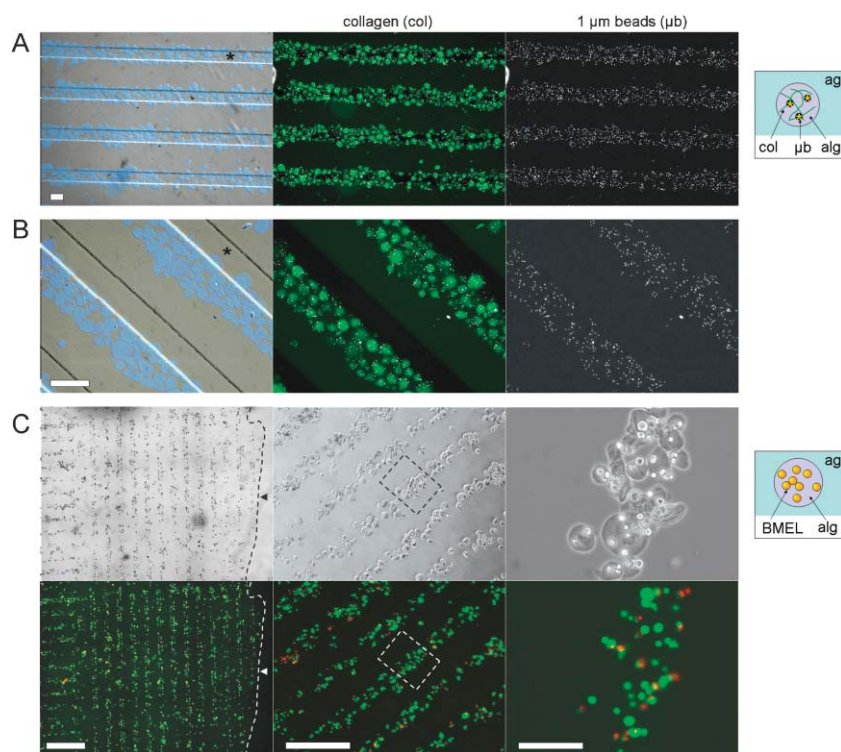 collagen (col)
1 µm beads (µb)
A
*
ag
col
µb
alg
B
*
C
ag
BMEL
alg